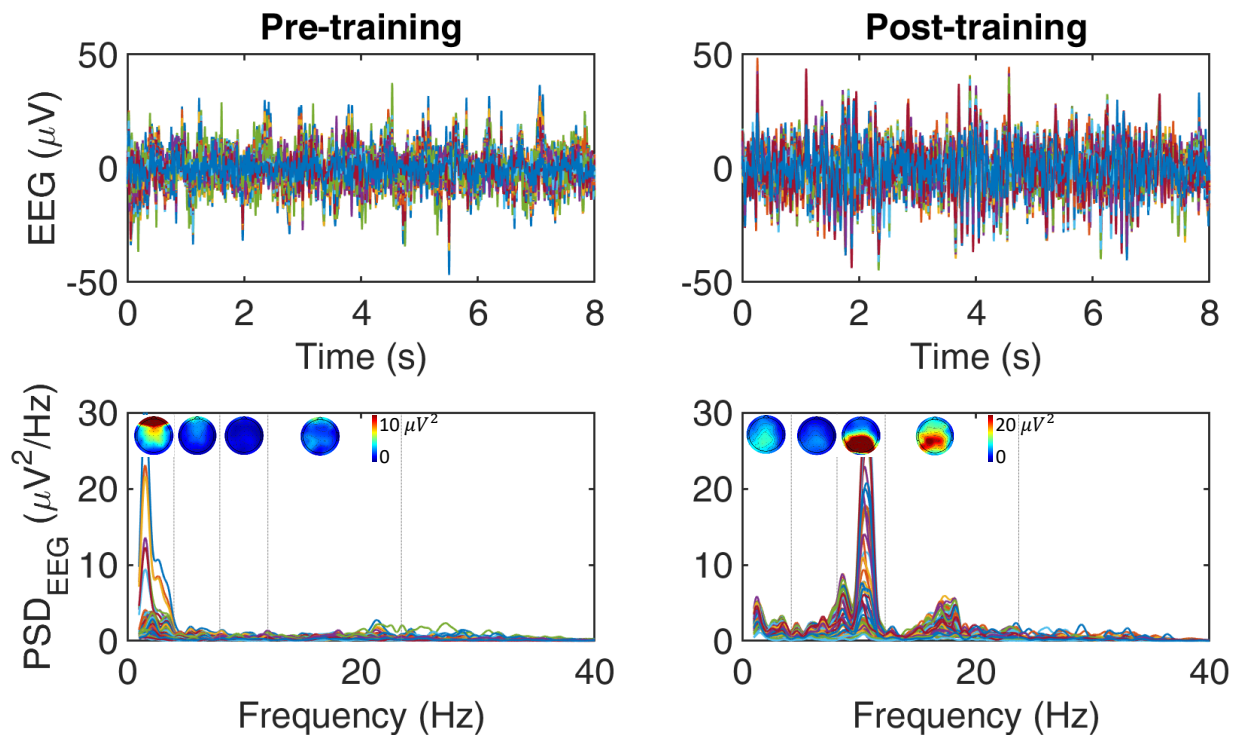 Pre-training
Post-training
50
0
-50
EEG (μV)
0 2 4 6 8
Time (s)
50
0
-50
0 2 4 6 8
Time (s)
30
20
10
0
PSD_EEG (μV²/Hz)
10 μV²
0
0 20 40
Frequency (Hz)
30
20
10
0
20 μV²
0
0 20 40
Frequency (Hz)